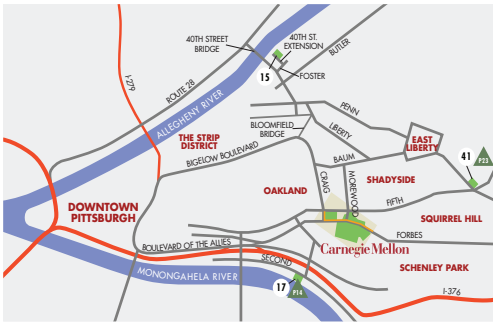 40TH STREET
BRIDGE
40TH ST.
EXTENSION
BUTLER
I-279
ROUTE 28
15
FOSTER
ALLEGHENY RIVER
PENN
THE STRIP
DISTRICT
BLOOMFIELD
BRIDGE
LIBERTY
EAST
LIBERTY
41
P23
BIGELOW BOULEVARD
BAUM
SHADYSIDE
CRAIG
MOREWOOD
OAKLAND
FIFTH
DOWNTOWN
PITTSBURGH
SQUIRREL HILL
FORBES
BOULEVARD OF THE ALLIES
Carnegie Mellon
SECOND
SCHENLEY PARK
MONONGAHELA RIVER
17
P14
I-376